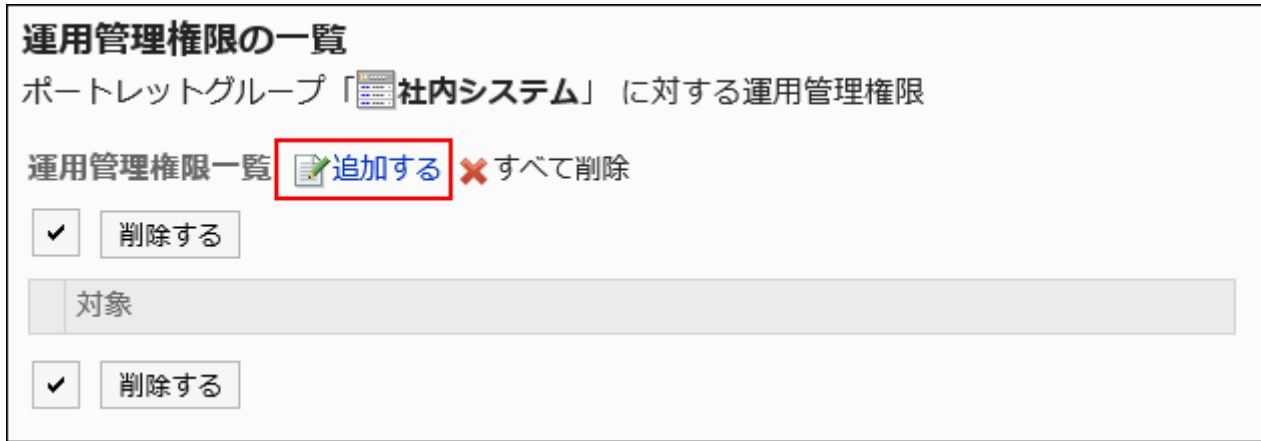 運用管理権限の一覧
ポートレットグループ「社内システム」 に対する運用管理権限
運用管理権限一覧 追加する すべて削除
削除する
対象
削除する